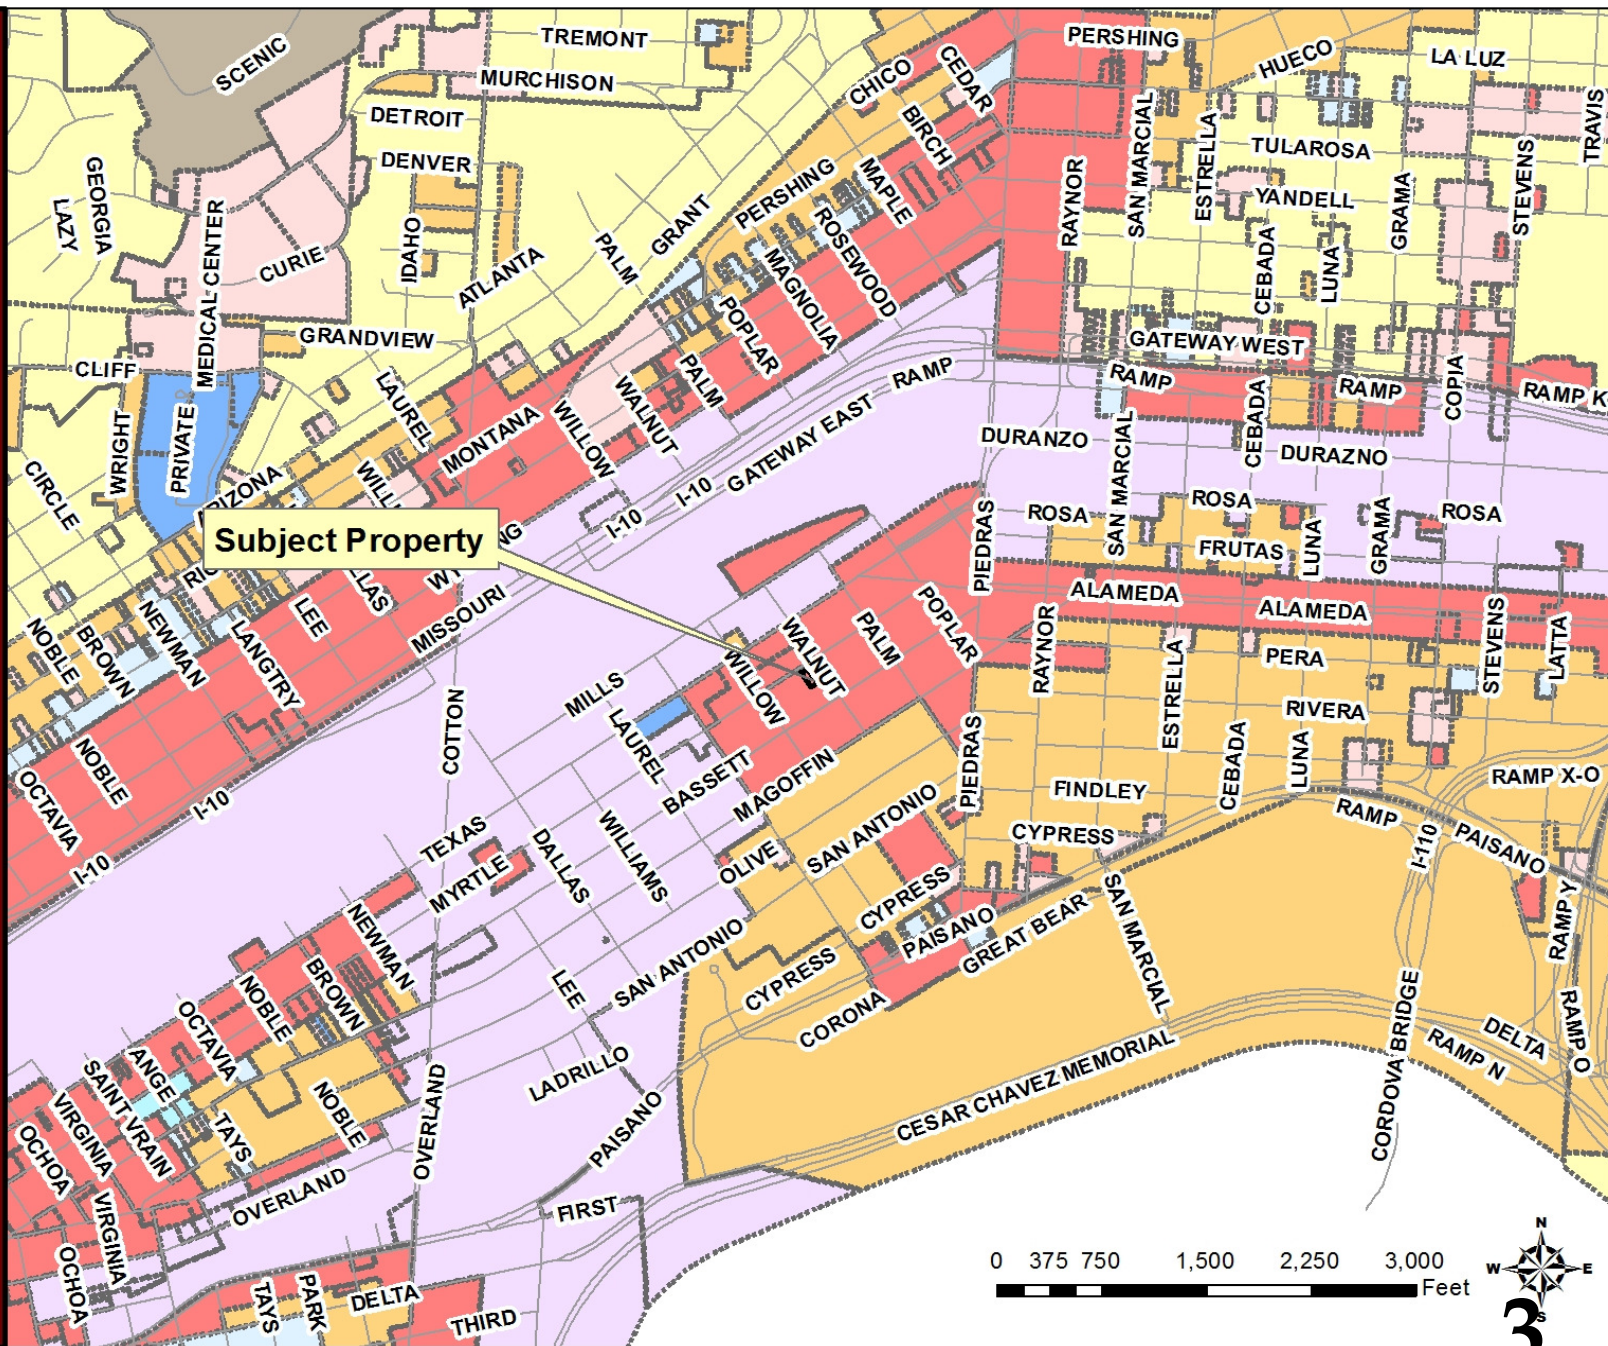 SCENIC
TREMONT
PERSHING
HUECO
LA LUZ
MURCHISON
CHICO
CEDAR
DETROIT
BIRCH
SAN MARCIAL
ESTRELLA
TULAROSA
STEVENS
TRAVIS
DENVER
GEORGIA
LAZY
MEDICAL CENTER
CURIE
IDAHO
ATLANTA
PALM
GRANT
PERSHING
MAPLE
RAYNOR
YANDELL
GRAMA
ROSEWOOD
MAGNOLIA
CEBADA
LUNA
GRANDVIEW
POPLAR
GATEWAY WEST
CLIFF
LAUREL
PALM
RAMP
RAMP
RAMP
COPIA
RAMP K
WRIGHT
PRIVATE
MONTANA
WILLOW
WALNUT
GATEWAY EAST
DURANZO
SAN MARCIAL
CEBADA
DURAZNO
CIRCLE
ARIZONA
I-10
I-10
ROSA
ROSA
ROSA
Subject Property
PIEDRAS
FRUTAS
LUNA
GRAMA
MISSOURI
LEE
ALAMEDA
ALAMEDA
NOBLE
BROWN
NEWMAN
LANGTRY
WALNUT
PALM
POPLAR
RAYNOR
PERA
STEVENS
LATTA
COTTON
MILLS
WILLOW
LAUREL
ESTRELLA
RIVERA
NOBLE
OCTAVIA
BASSETT
MAGOFFIN
PIEDRAS
CEBADA
LUNA
RAMP X-O
I-10
I-10
FINDLEY
RAMP
SAN ANTONIO
CYPRESS
I-110
PAISANO
TEXAS
MYRTLE
DALLAS
WILLIAMS
OLIVE
CYPRESS
PAISANO
GREAT BEAR
SAN MARCIAL
RAMP Y
NEWMAN
BROWN
NOBLE
OCTAVIA
LEE
SAN ANTONIO
CYPRESS
CORONA
CORDOVA BRIDGE
ANGE
SAINT VRAIN
VIRGINIA
OCHOA
TAYS
NOBLE
OVERLAND
LADRILLO
PAISANO
CESAR CHAVEZ MEMORIAL
RAMP N
DELTA
RAMP O
OVERLAND
FIRST
VIRGINIA
OCHOA
TAYS
PARK
DELTA
THIRD
0 375 750 1,500 2,250 3,000
Feet
N
W E
S
3